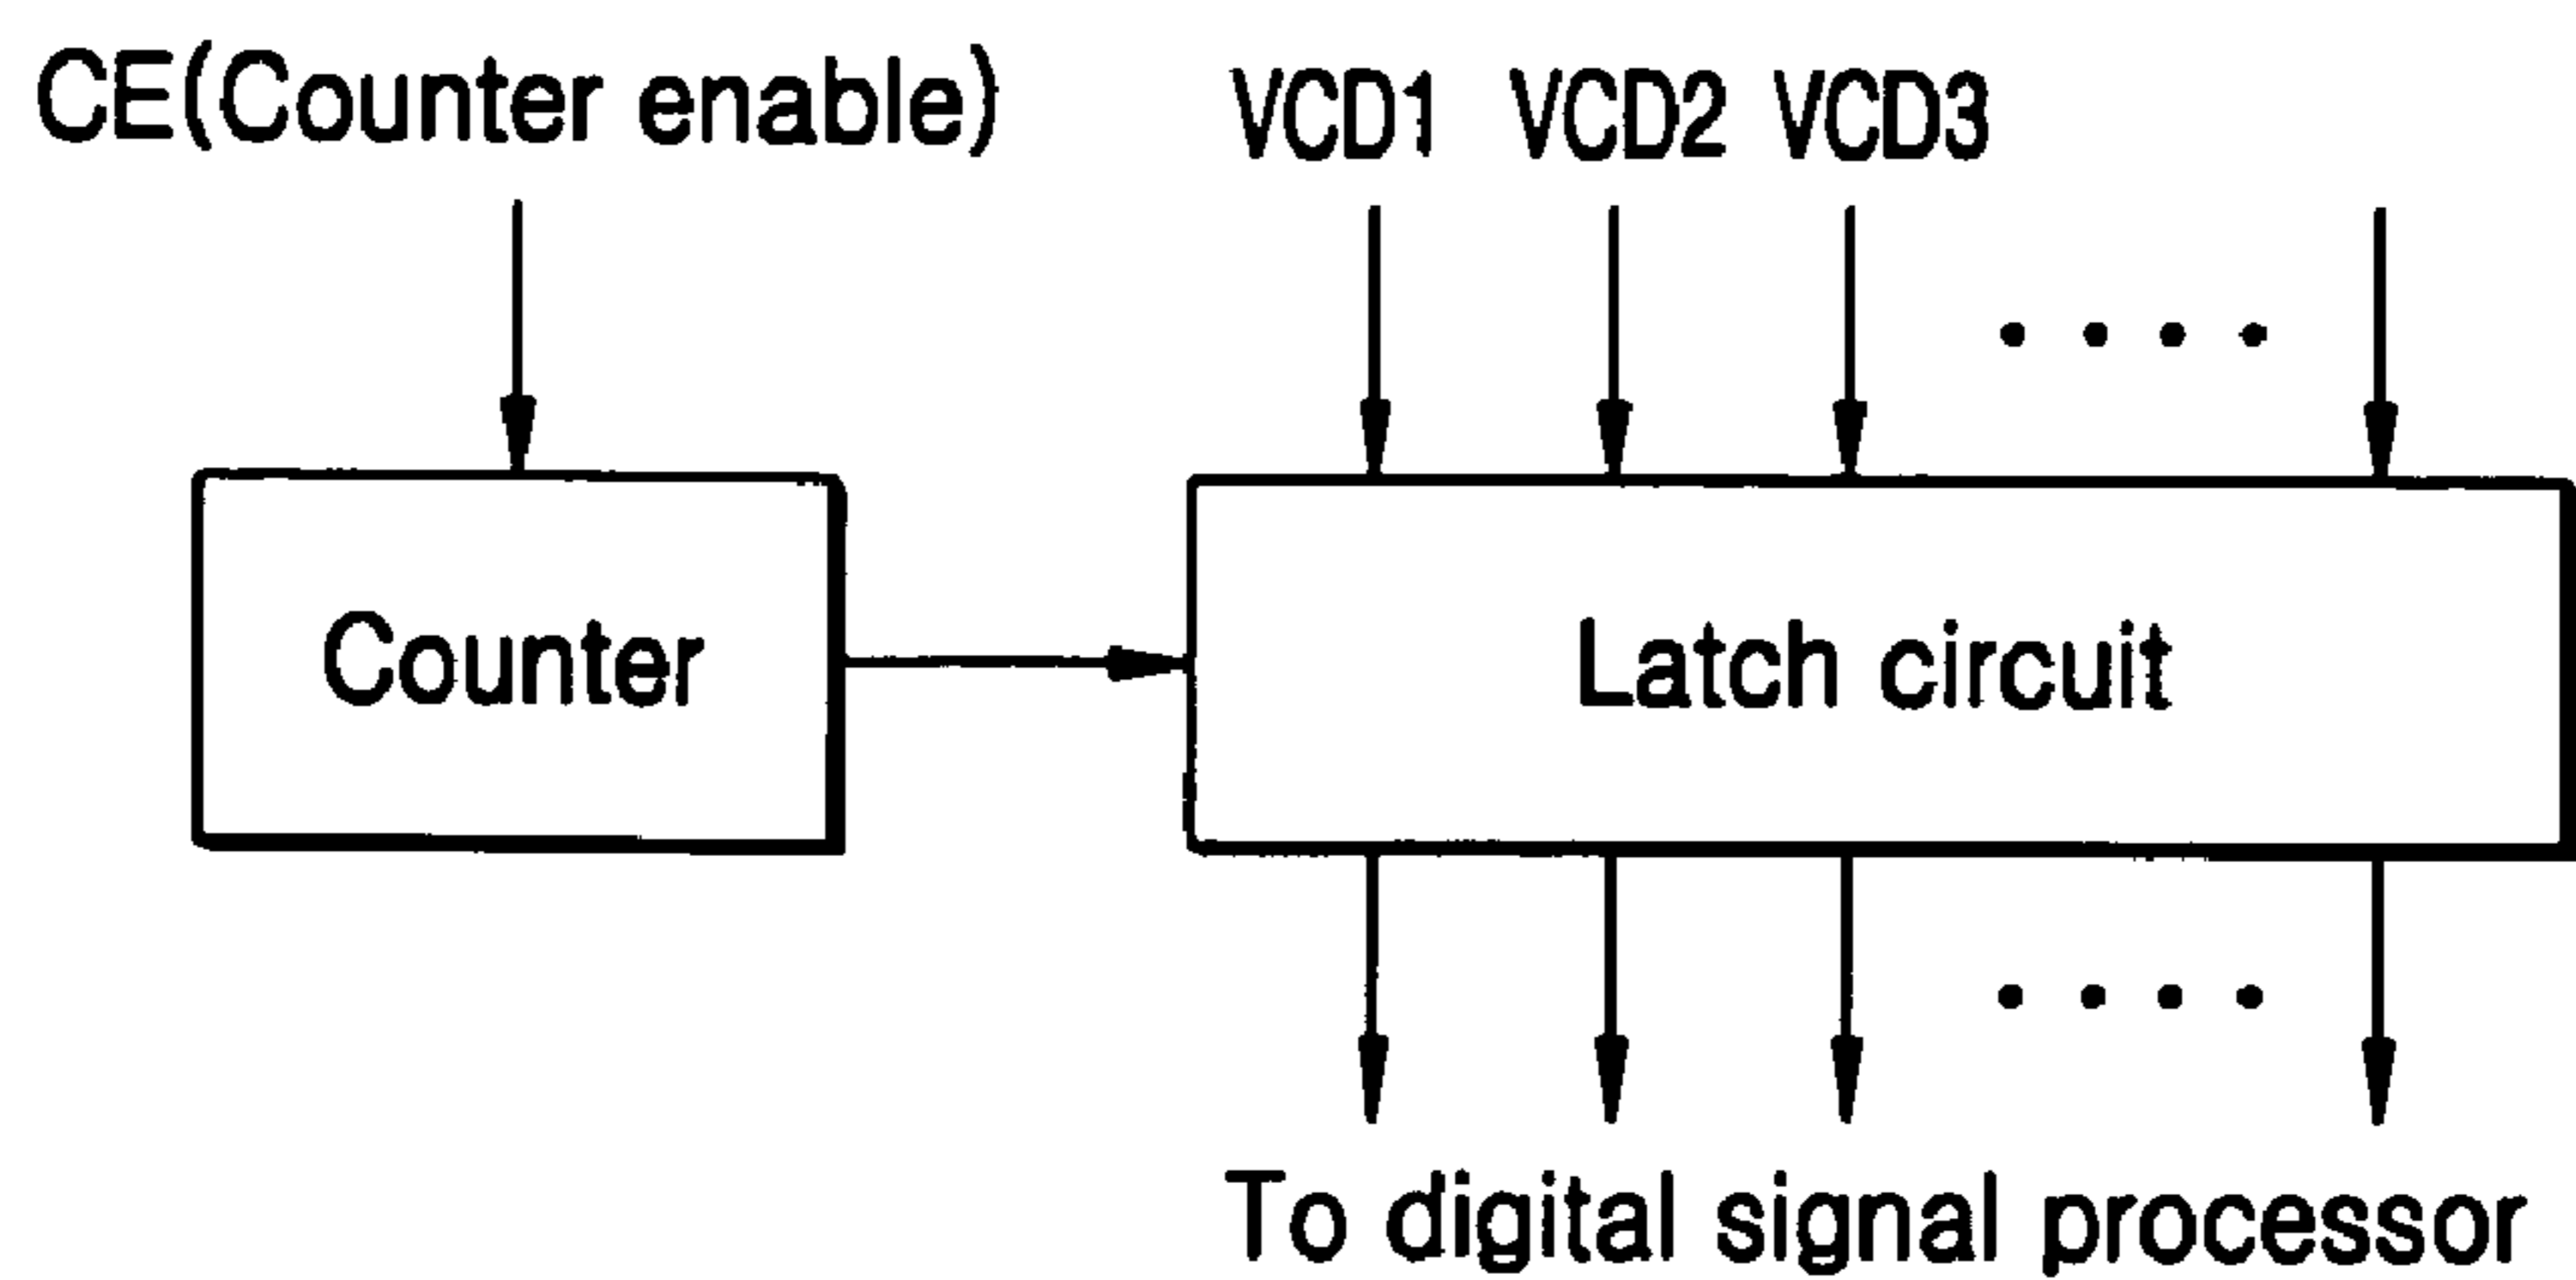 CE(Counter enable) VCD1 VCD2 VCD3
Counter Latch circuit
To digital signal processor